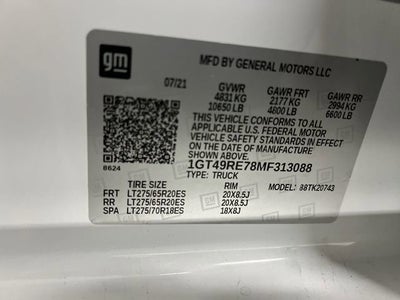 gm
MFD BY GENERAL MOTORS LLC
07/21 GVWR GAWR FRT GAWR RR
4831 KG 2177 KG 2994 KG
10650 LB 4800 LB 6600 LB
THIS VEHICLE CONFORMS TO ALL
APPLICABLE U.S. FEDERAL MOTOR
VEHICLE SAFETY STANDARDS IN EFFECT
ON THE DATE OF MANUFACTURE
SHOWN ABOVE.
8624 1GT49RE78MF313088
TYPE: TRUCK
TIRE SIZE RIM 88TK20743
FRT LT275/65R20ES 20X8.5J
RR LT275/65R20ES 20X8.5J
SPA LT275/70R18ES 18X8J